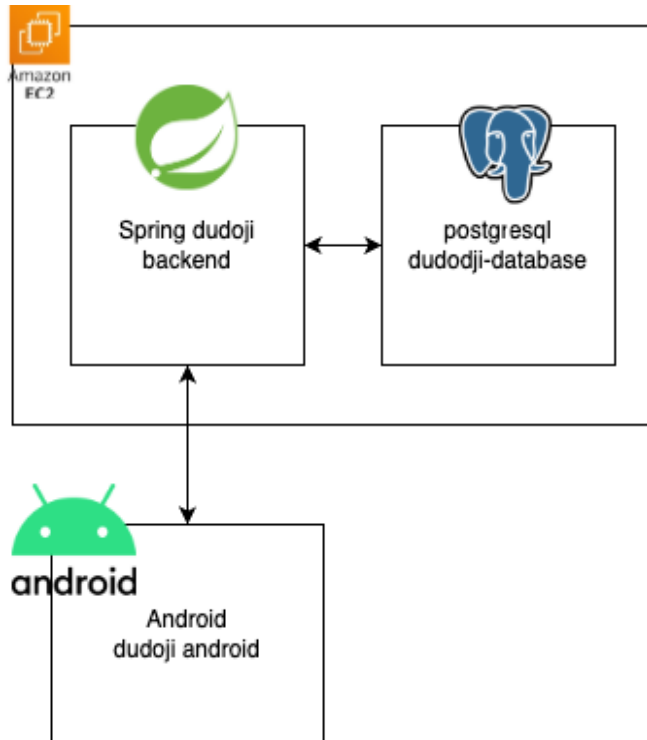 Amazon
EC2
Spring dudoji
backend
postgresql
dudodji-database
android
Android
dudoji android